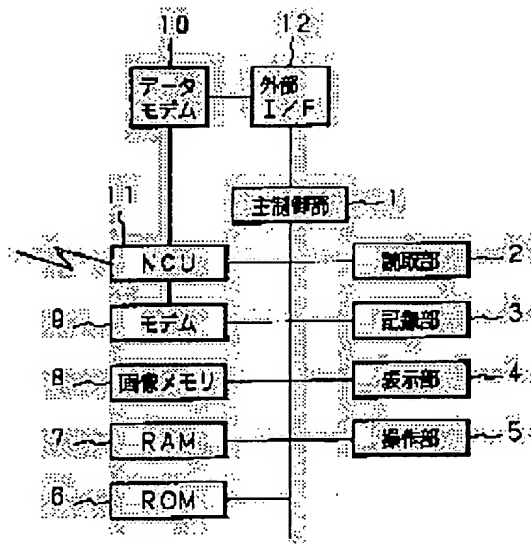 10
12
データ
モデム
外部
I/F
主制御部
1
11
NCU
読取部
2
9
モデム
記録部
3
8
画像メモリ
表示部
4
7
RAM
操作部
5
6
ROM